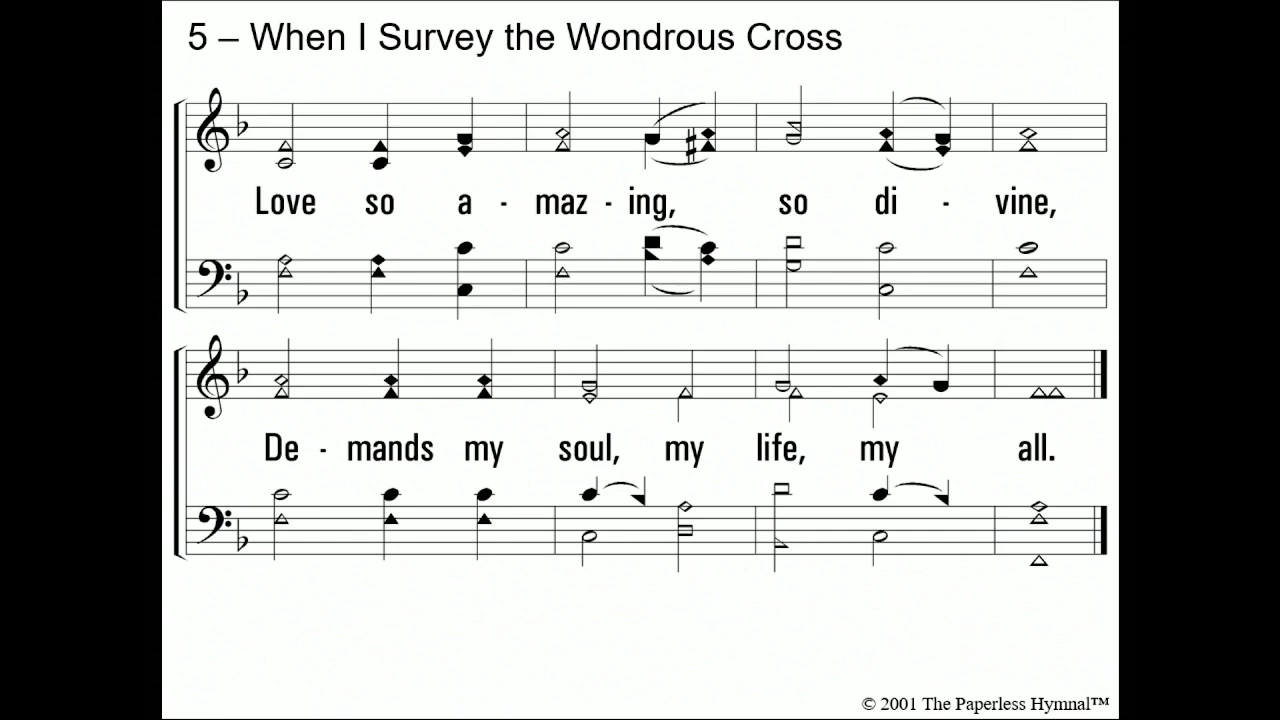 5 – When I Survey the Wondrous Cross
Love so a - maz - ing, so di - vine,
De - mands my soul, my life, my all.
© 2001 The Paperless Hymnal™